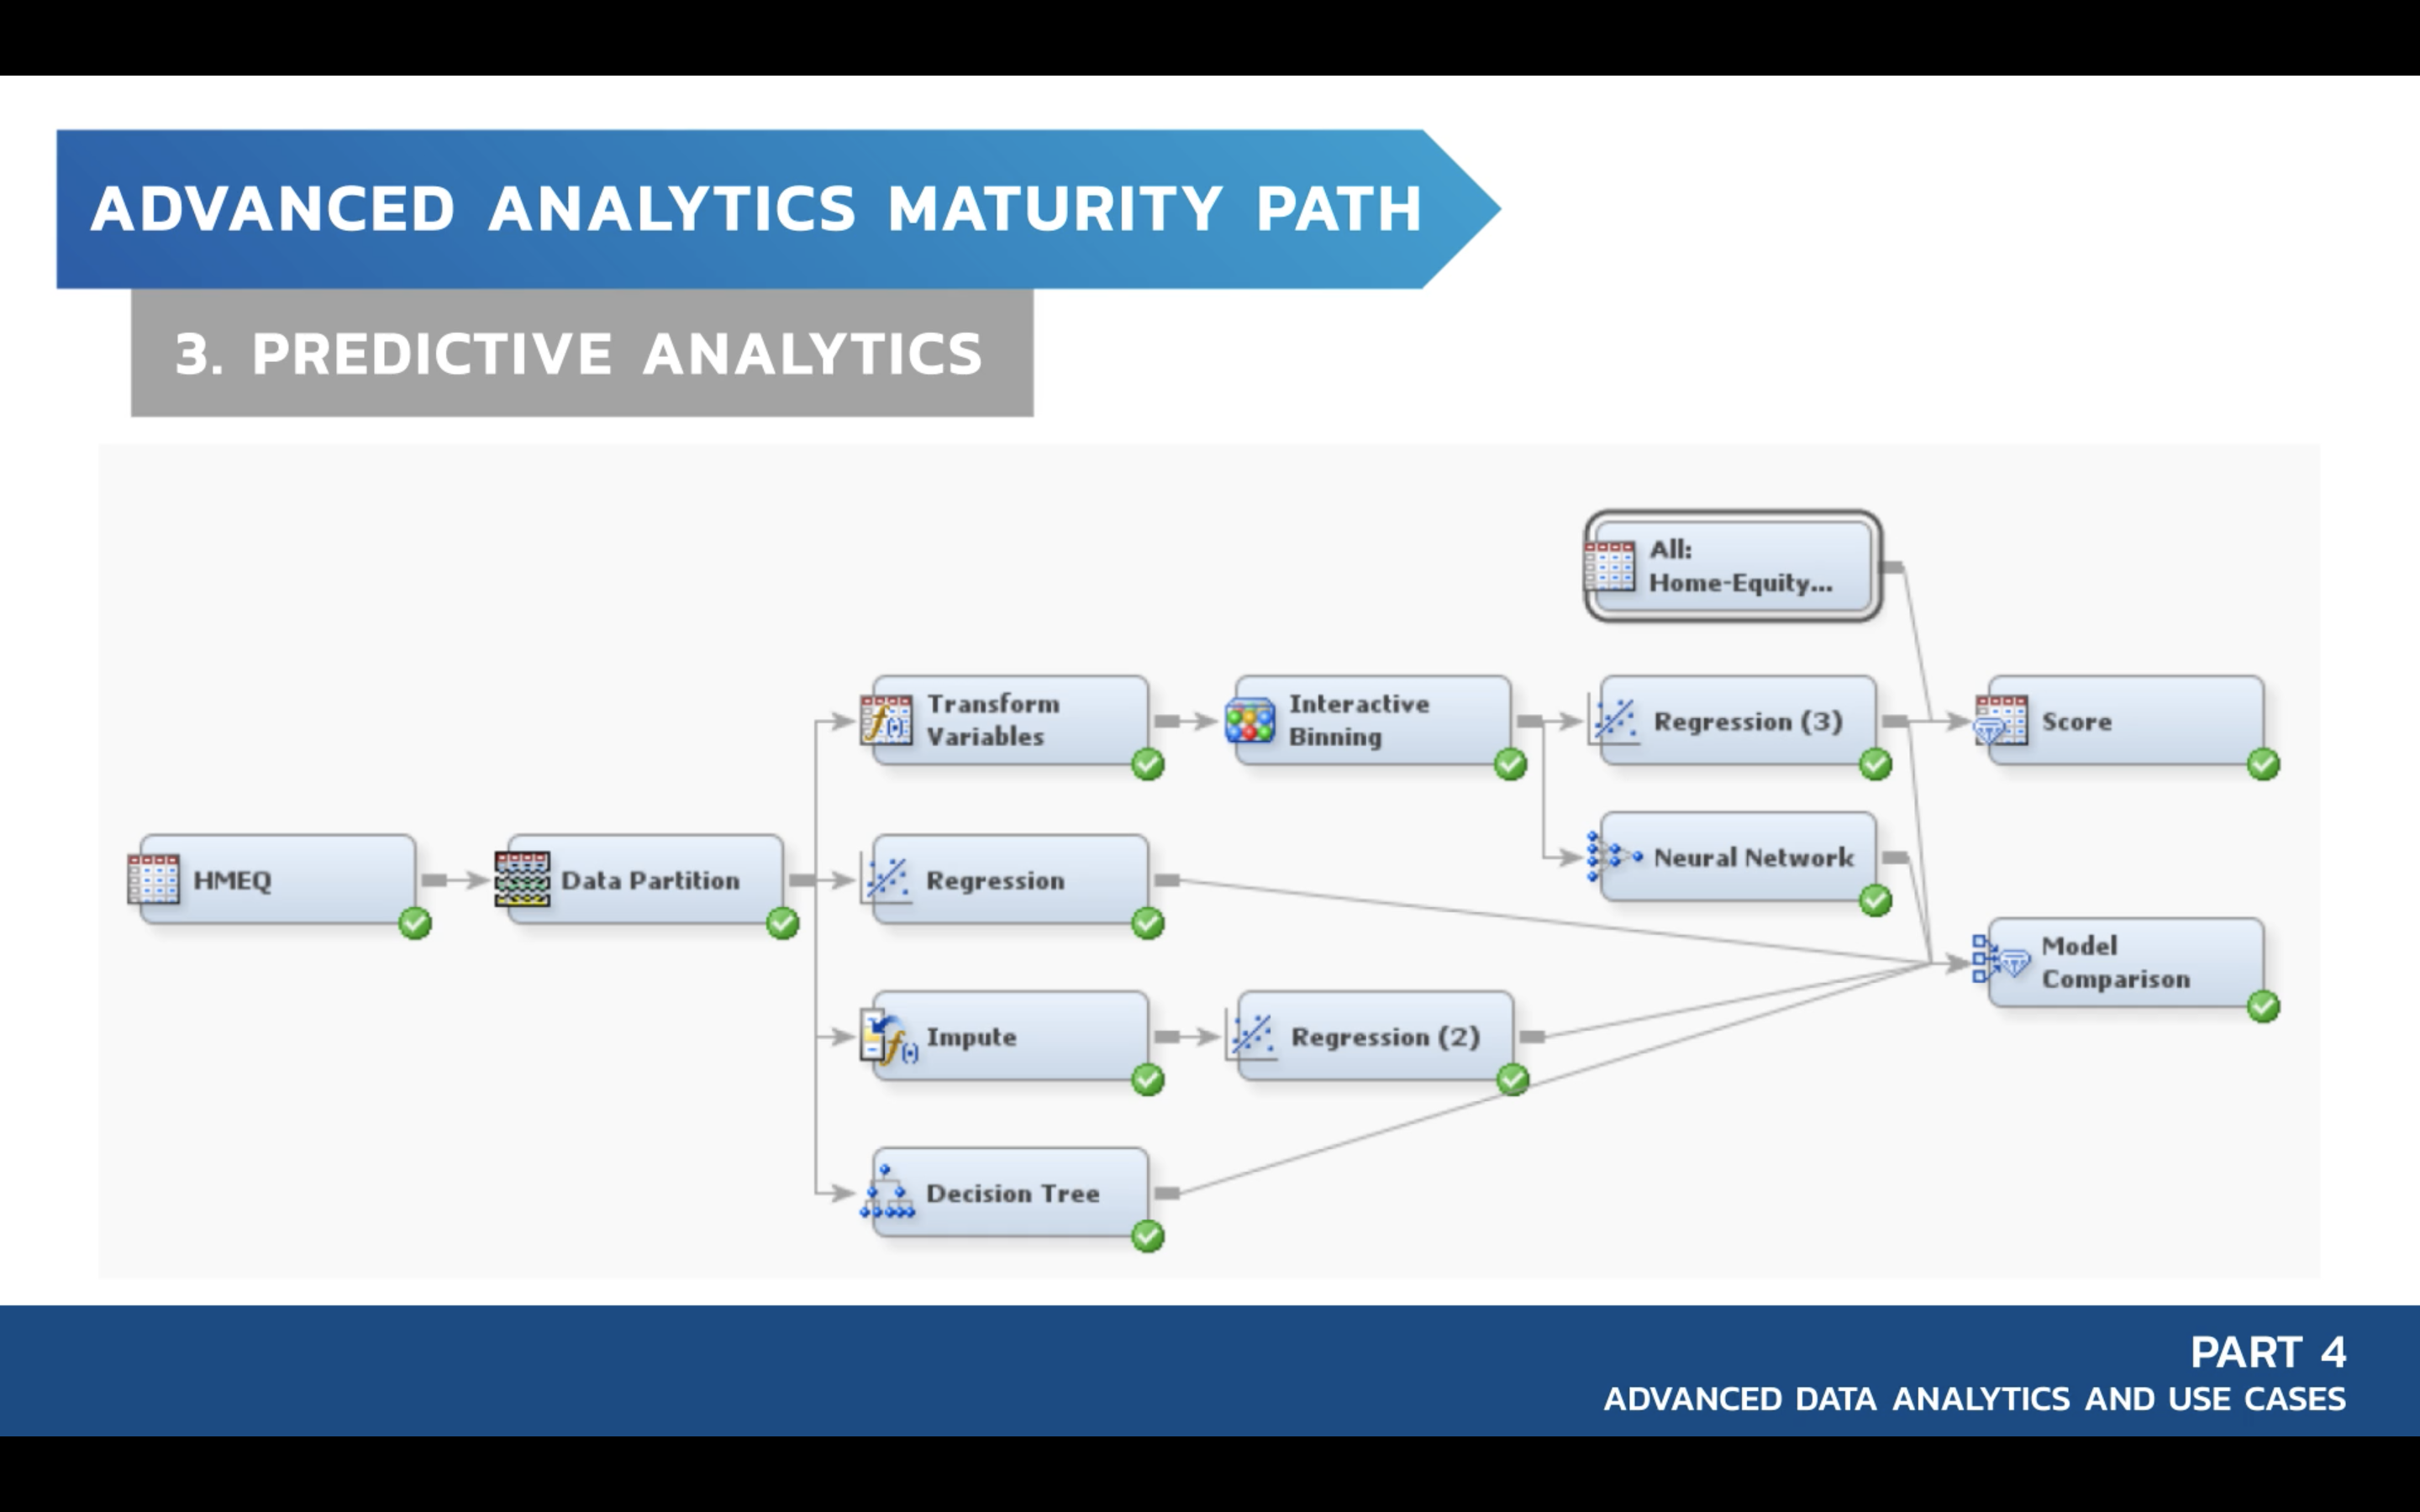 ADVANCED ANALYTICS MATURITY PATH
3. PREDICTIVE ANALYTICS
All:
Home-Equity...
Transform
Variables
Interactive
Binning
Regression (3)
Score
HMEQ
Data Partition
Regression
Neural Network
Model
Comparison
Impute
Regression (2)
Decision Tree
PART 4
ADVANCED DATA ANALYTICS AND USE CASES